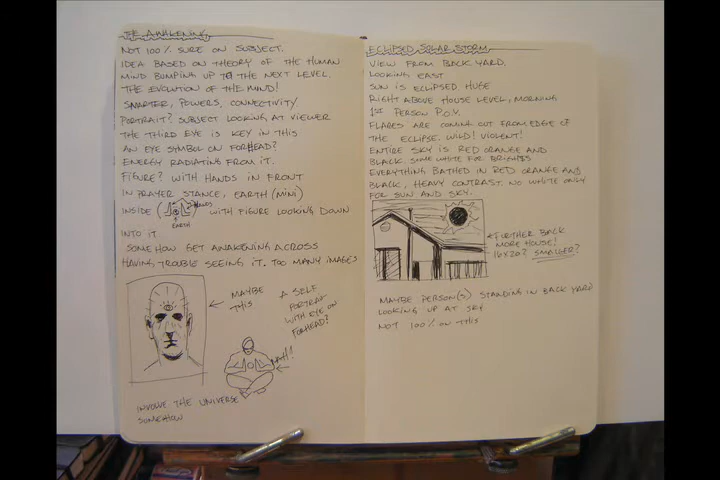 THE AWAKENING
NOT 100% SURE ON SUBJECT.
IDEA BASED ON THEORY OF THE HUMAN
MIND BUMPING UP TO THE NEXT LEVEL.
THE EVOLUTION OF THE MIND!
SMARTER, POWERS, CONNECTIVITY.
PORTRAIT? SUBJECT LOOKING AT VIEWER
THE THIRD EYE IS KEY IN THIS
AN EYE SYMBOL ON FORHEAD?
ENERGY RADIATING FROM IT.
FIGURE? WITH HANDS IN FRONT
IN PRAYER STANCE, EARTH (MINI)
INSIDE ( HANDS ) WITH FIGURE LOOKING DOWN
EARTH
INTO IT.
SOMEHOW GET AWAKENING ACROSS
HAVING TROUBLE SEEING IT. TOO MANY IMAGES
← MAYBE
THIS
A SELF
PORTRAIT
WITH EYE ON
FORHEAD?
NAH!
←
INVOLVE THE UNIVERSE
SOMEHOW
ECLIPSED SOLAR STORM
VIEW FROM BACK YARD.
LOOKING EAST
SUN IS ECLIPSED HUGE
RIGHT ABOVE HOUSE LEVEL, MORNING
1ST PERSON P.O.V.
FLARES ARE COMING OUT FROM EDGE OF
THE ECLIPSE. WILD! VIOLENT!
ENTIRE SKY IS RED ORANGE AND
BLACK. SOME WHITE FOR BRIGHTS
EVERYTHING BATHED IN RED ORANGE AND
BLACK, HEAVY CONTRAST. NO WHITE ONLY
FOR SUN AND SKY.
FURTHER BACK
MORE HOUSE!
16X20? SMALLER?
MAYBE PERSON(S) STANDING IN BACK YARD
LOOKING UP AT SKY.
NOT 100% ON THIS